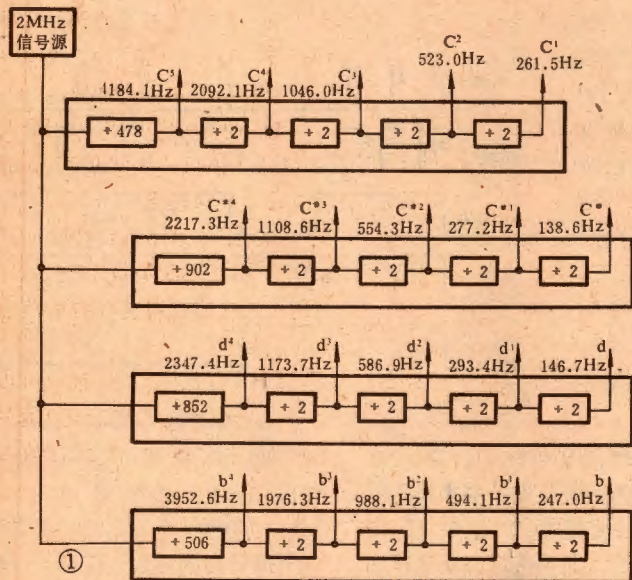 2MHz
信号源
C⁵ C⁴ C³ C² C¹
4184.1Hz 2092.1Hz 1046.0Hz 523.0Hz 261.5Hz
÷478 ÷2 ÷2 ÷2 ÷2
C#⁴ C#³ C#² C#¹ C#
2217.3Hz 1108.6Hz 554.3Hz 277.2Hz 138.6Hz
÷902 ÷2 ÷2 ÷2 ÷2
d⁴ d³ d² d¹ d
2347.4Hz 1173.7Hz 586.9Hz 293.4Hz 146.7Hz
÷852 ÷2 ÷2 ÷2 ÷2
b⁴ b³ b² b¹ b
3952.6Hz 1976.3Hz 988.1Hz 494.1Hz 247.0Hz
÷506 ÷2 ÷2 ÷2 ÷2
①